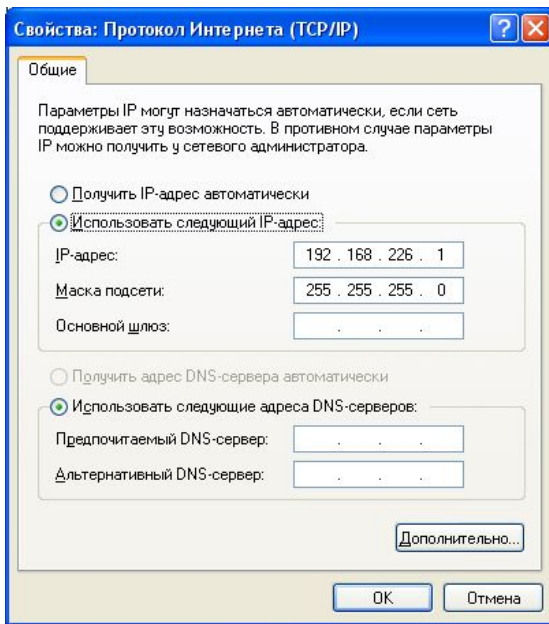 Свойства: Протокол Интернета (TCP/IP)
Общие
Параметры IP могут назначаться автоматически, если сеть
поддерживает эту возможность. В противном случае параметры
IP можно получить у сетевого администратора.
Получить IP-адрес автоматически
Использовать следующий IP-адрес:
IP-адрес: 192 . 168 . 226 . 1
Маска подсети: 255 . 255 . 255 . 0
Основной шлюз: . . .
Получить адрес DNS-сервера автоматически
Использовать следующие адреса DNS-серверов:
Предпочитаемый DNS-сервер: . . .
Альтернативный DNS-сервер: . . .
Дополнительно...
OK Отмена